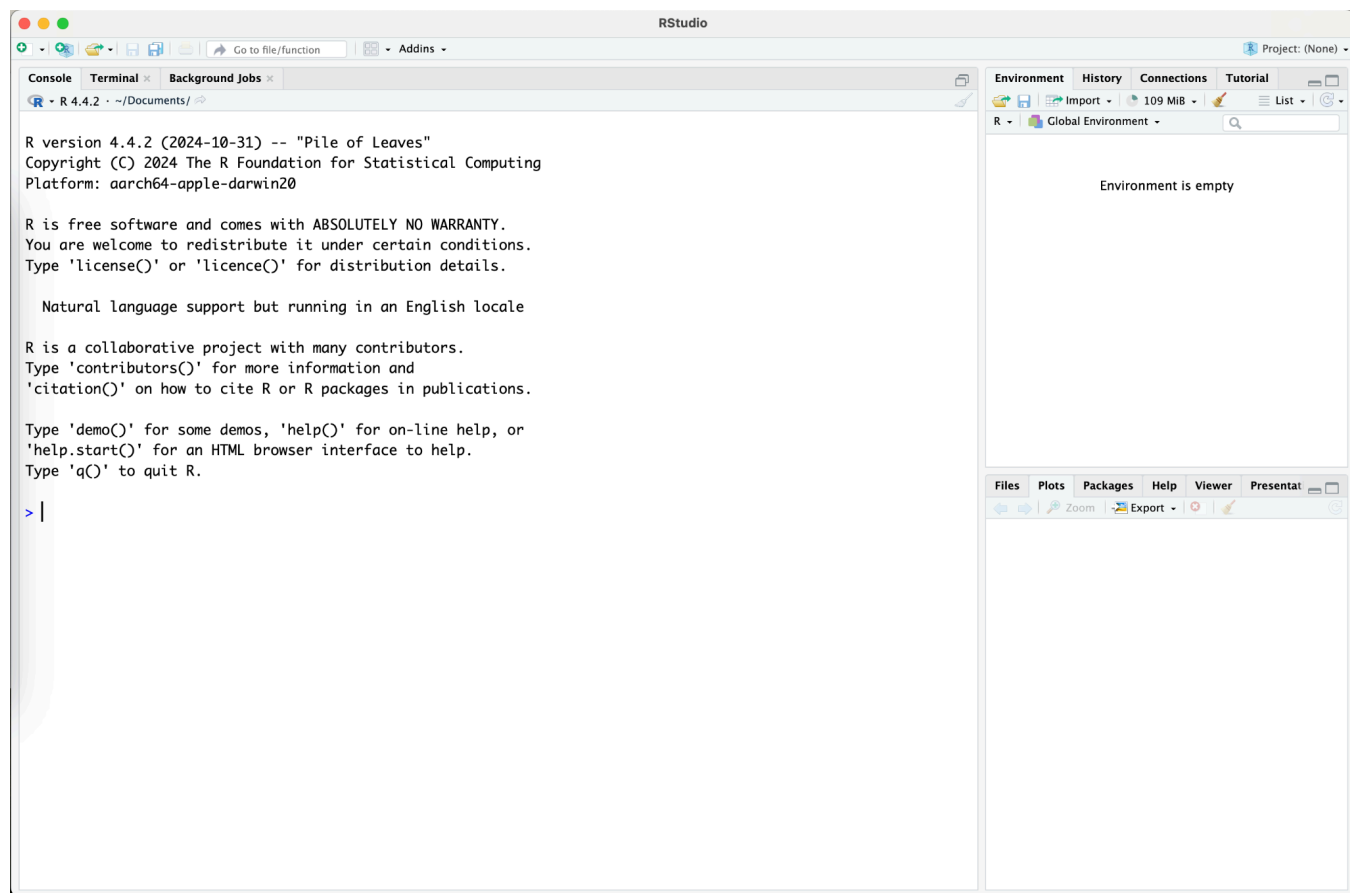 RStudio
Go to file/function
Addins
Project: (None)
Console Terminal Background Jobs
R 4.4.2 · ~/Documents/
R version 4.4.2 (2024-10-31) -- "Pile of Leaves"
Copyright (C) 2024 The R Foundation for Statistical Computing
Platform: aarch64-apple-darwin20
R is free software and comes with ABSOLUTELY NO WARRANTY.
You are welcome to redistribute it under certain conditions.
Type 'license()' or 'licence()' for distribution details.
Natural language support but running in an English locale
R is a collaborative project with many contributors.
Type 'contributors()' for more information and
'citation()' on how to cite R or R packages in publications.
Type 'demo()' for some demos, 'help()' for on-line help, or
'help.start()' for an HTML browser interface to help.
Type 'q()' to quit R.
>
Environment History Connections Tutorial
Import 109 MiB List
R Global Environment
Environment is empty
Files Plots Packages Help Viewer Presentat
Zoom Export